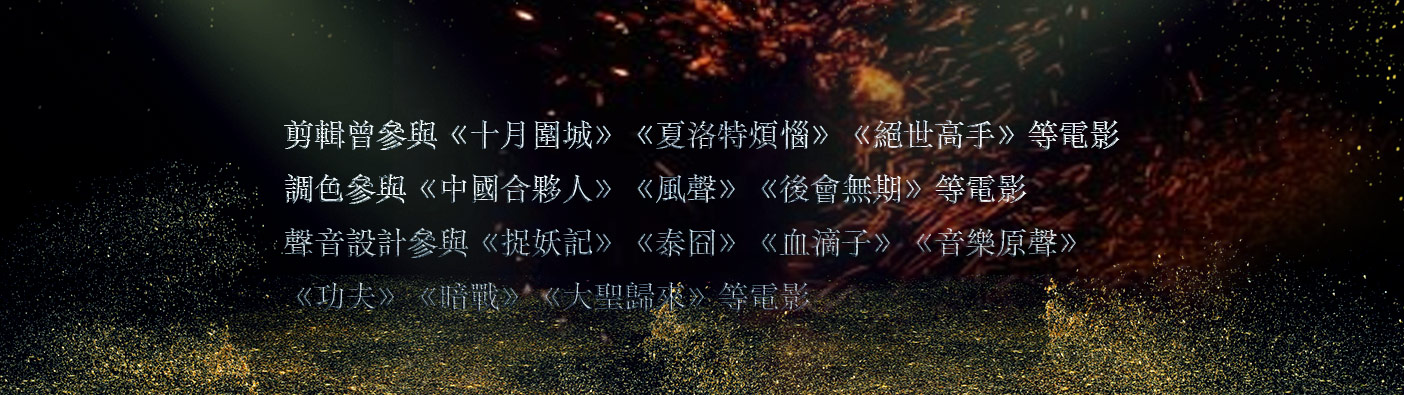 剪輯曾參與《十月圍城》《夏洛特煩惱》《絕世高手》等電影
調色參與《中國合夥人》《風聲》《後會無期》等電影
聲音設計參與《捉妖記》《泰囧》《血滴子》《音樂原聲》
《功夫》《暗戰》《大聖歸來》等電影